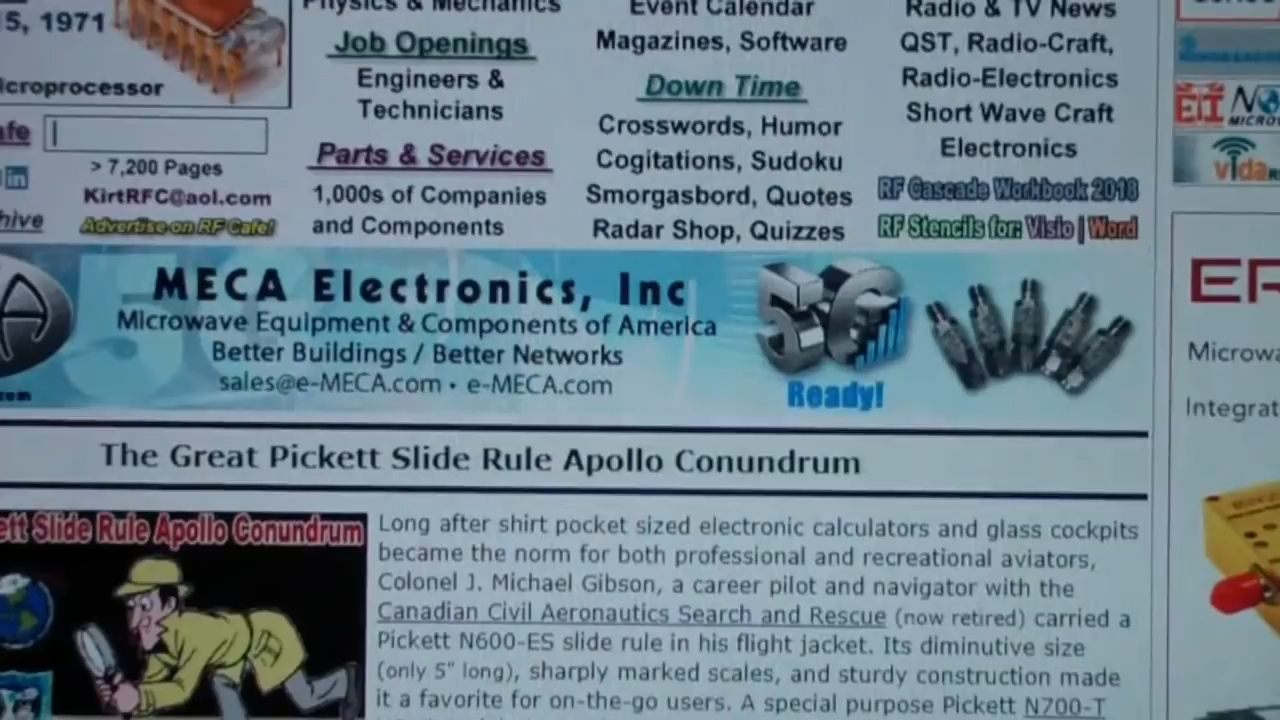 5, 1971
croprocessor
afe
> 7,200 Pages
in
KirtRFC@aol.com
hive
Advertise on RF Cafe!
Physics & Mechanics
Job Openings
Engineers &
Technicians
Parts & Services
1,000s of Companies
and Components
Event Calendar
Magazines, Software
Down Time
Crosswords, Humor
Cogitations, Sudoku
Smorgasbord, Quotes
Radar Shop, Quizzes
Radio & TV News
QST, Radio-Craft,
Radio-Electronics
Short Wave Craft
Electronics
RF Cascade Workbook 2018
RF Stencils for: Visio | Word
vida
A
com
MECA Electronics, Inc
Microwave Equipment & Components of America
Better Buildings / Better Networks
sales@e-MECA.com • e-MECA.com
5G
Ready!
Microwa
Integrat
The Great Pickett Slide Rule Apollo Conundrum
ett Slide Rule Apollo Conundrum
Long after shirt pocket sized electronic calculators and glass cockpits
became the norm for both professional and recreational aviators,
Colonel J. Michael Gibson, a career pilot and navigator with the
Canadian Civil Aeronautics Search and Rescue (now retired) carried a
Pickett N600-ES slide rule in his flight jacket. Its diminutive size
(only 5" long), sharply marked scales, and sturdy construction made
it a favorite for on-the-go users. A special purpose Pickett N700-T